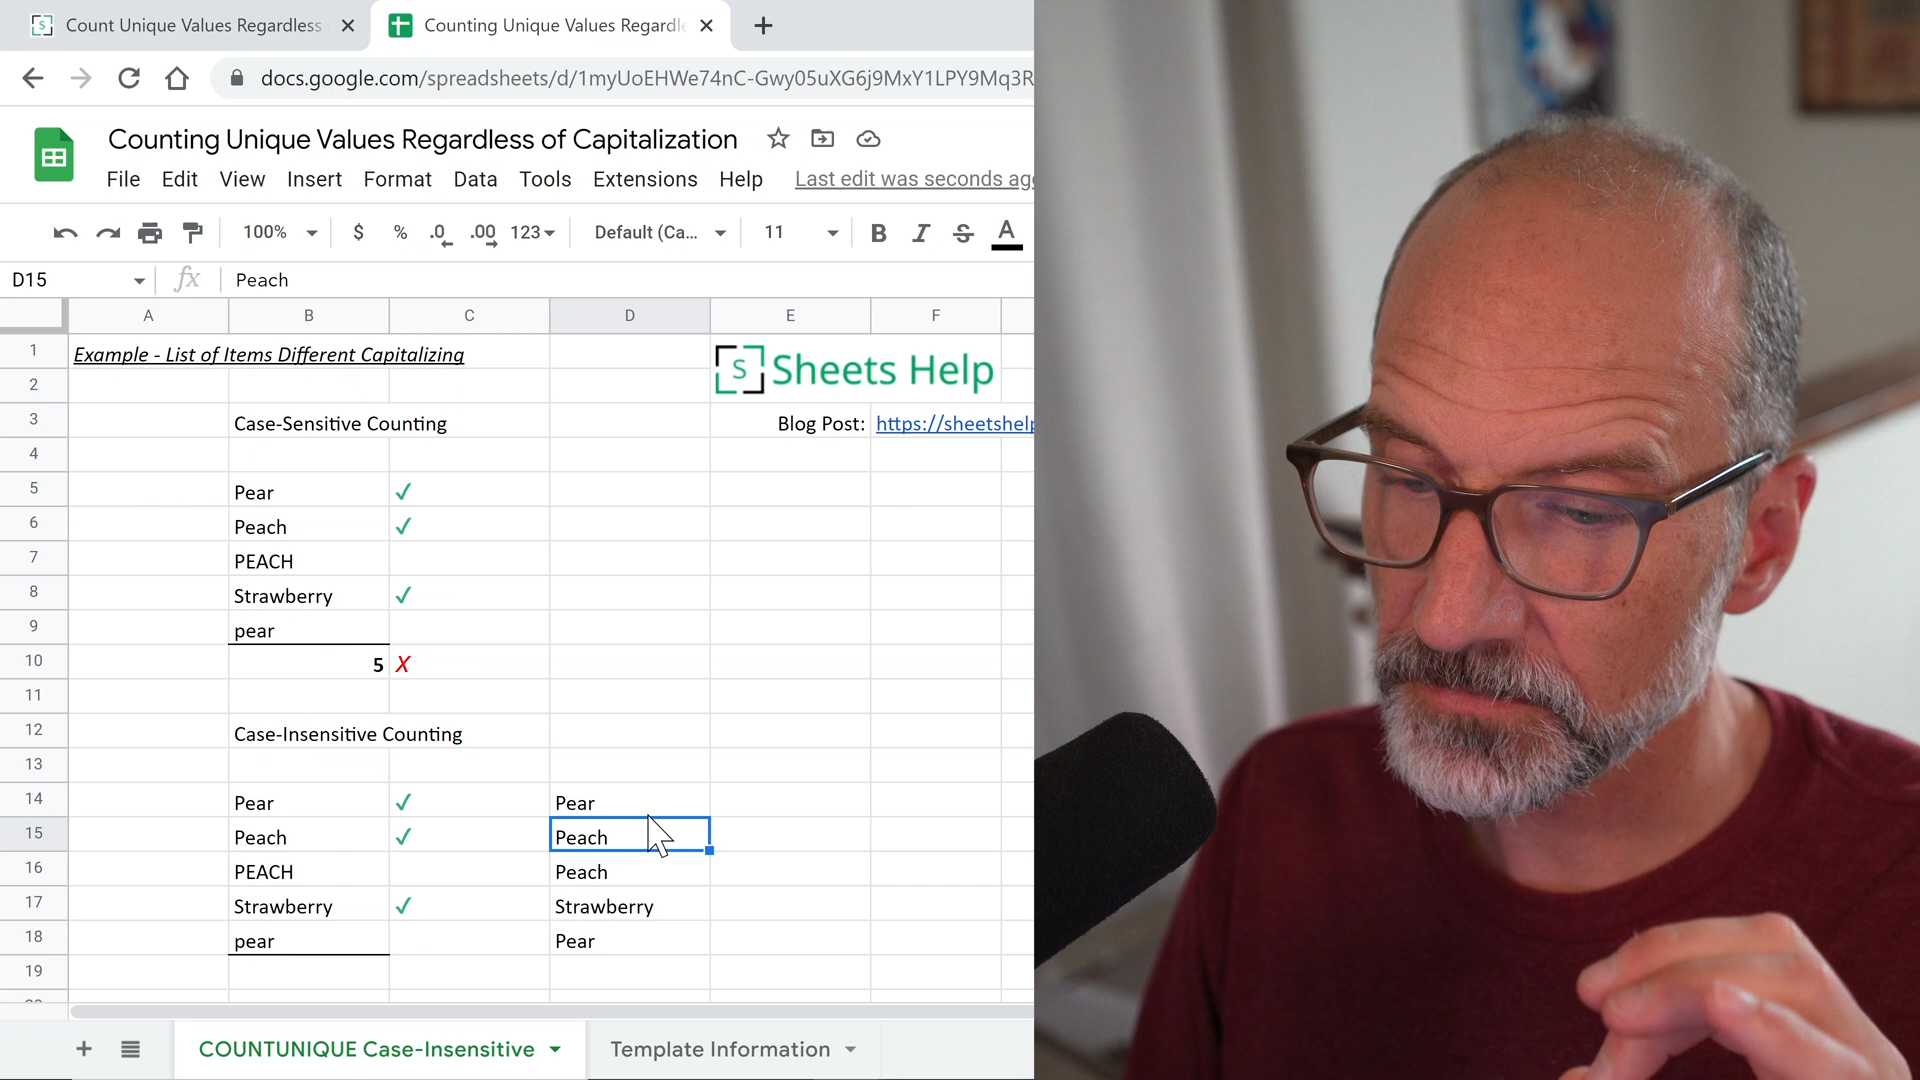 Count Unique Values Regardless
Counting Unique Values Regardle
docs.google.com/spreadsheets/d/1myUoEHWe74nC-Gwy05uXG6j9MxY1LPY9Mq3R
Counting Unique Values Regardless of Capitalization
File Edit View Insert Format Data Tools Extensions Help Last edit was seconds ago
100% $ % .0 .00 123 Default (Ca... 11 B I S A
D15 fx Peach
A B C D E F
1 Example - List of Items Different Capitalizing
S Sheets Help
2
3 Case-Sensitive Counting Blog Post: https://sheetshelp
4
5 Pear ✓
6 Peach ✓
7 PEACH
8 Strawberry ✓
9 pear
10 5 X
11
12 Case-Insensitive Counting
13
14 Pear ✓ Pear
15 Peach ✓ Peach
16 PEACH Peach
17 Strawberry ✓ Strawberry
18 pear Pear
19
COUNTUNIQUE Case-Insensitive Template Information